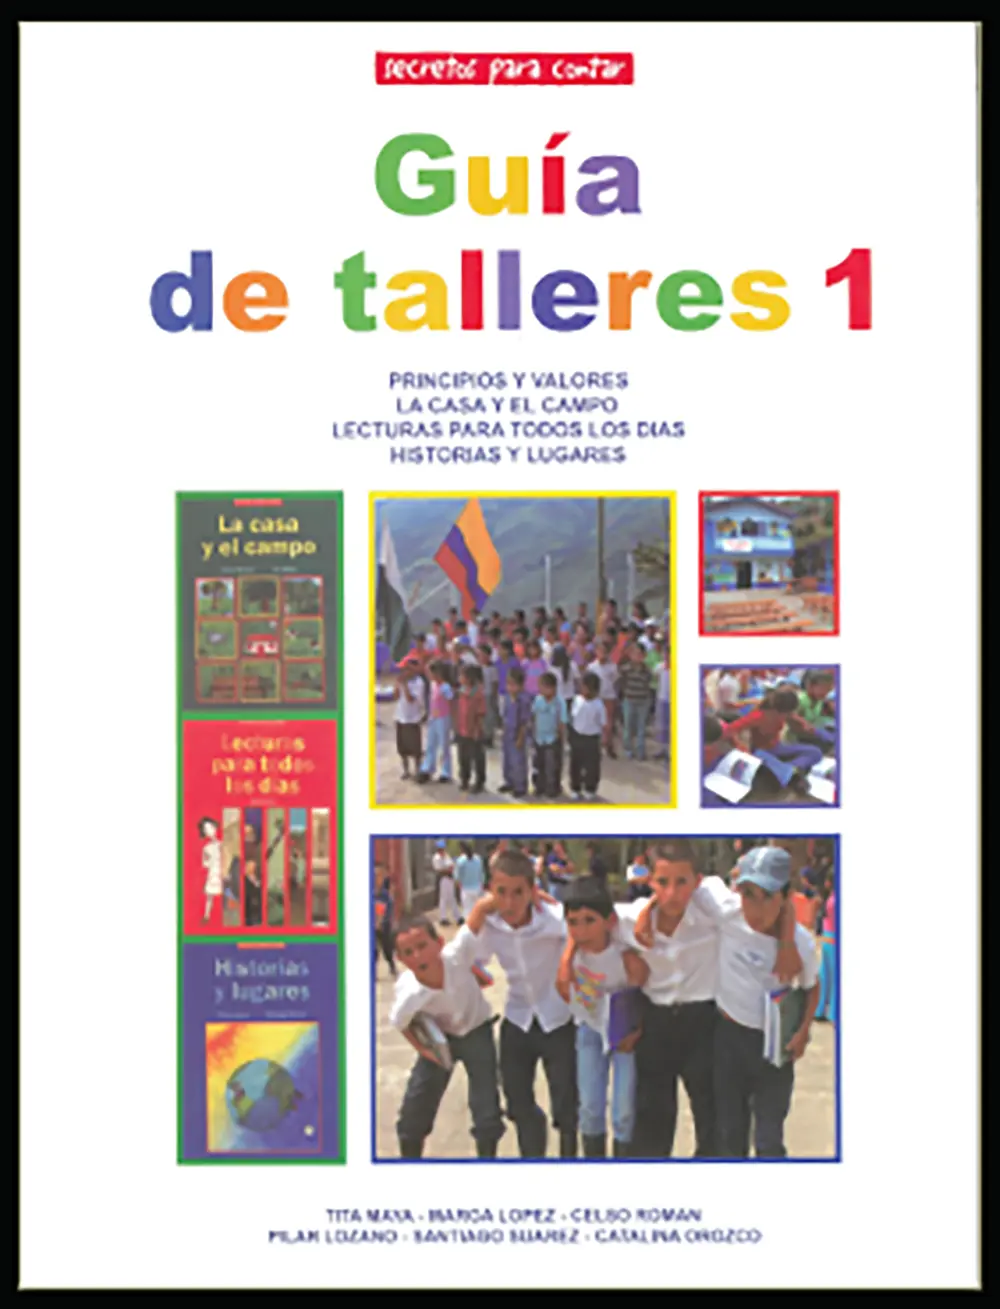 secretos para contar
Guía
de talleres 1
PRINCIPIOS Y VALORES
LA CASA Y EL CAMPO
LECTURAS PARA TODOS LOS DIAS
HISTORIAS Y LUGARES
La casa
y el campo
Lecturas
para todos
los días
Historias
y lugares
TITA MAYA - MARGA LOPEZ - CELSO ROMAN
PILAR LOZANO - SANTIAGO SUAREZ - CATALINA OROZCO